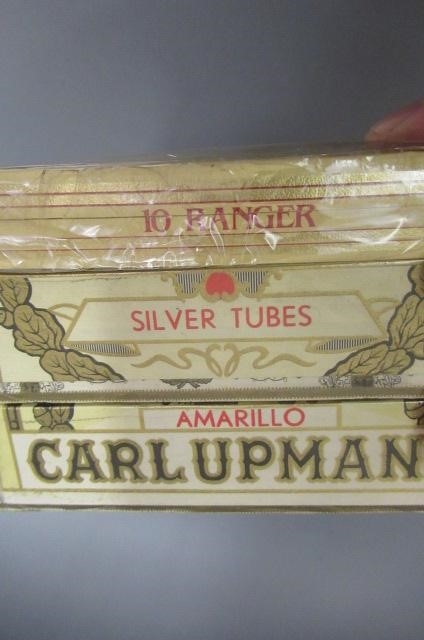 10 RANGER
SILVER TUBES
AMARILLO
CARL UPMAN